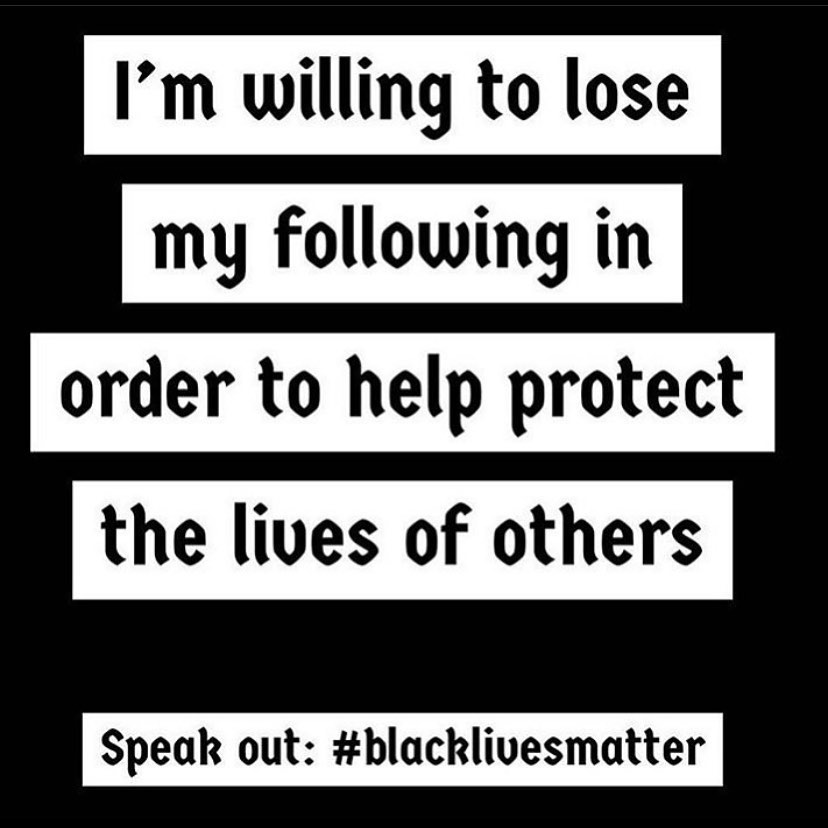 I'm willing to lose
my following in
order to help protect
the lives of others
Speak out: #blacklivesmatter